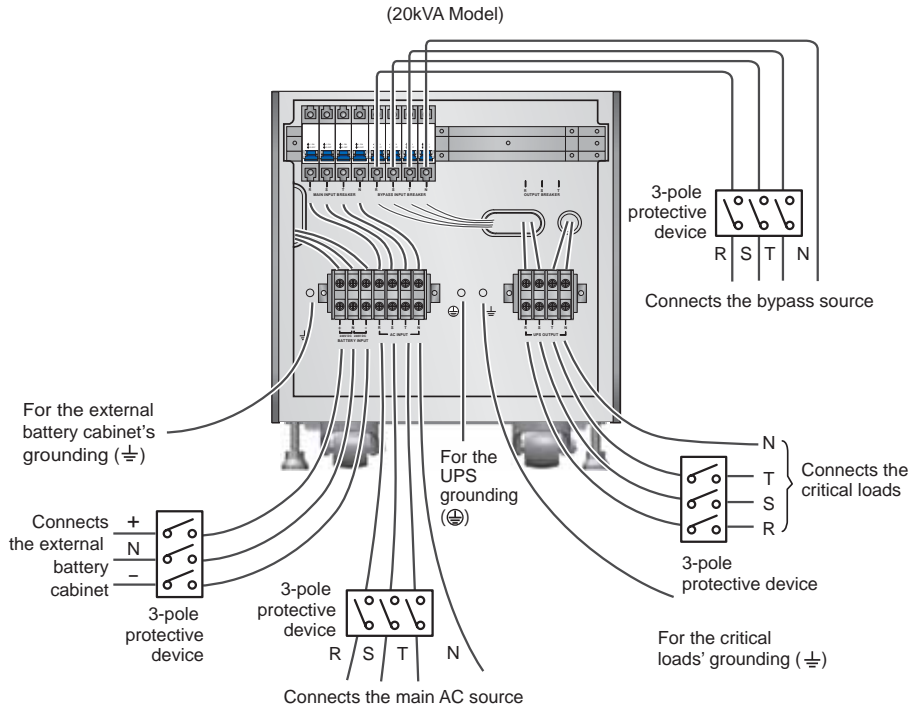 (20kVA Model)
R S T N R S T N
MAIN INPUT BREAKER BYPASS INPUT BREAKER
R S T
OUTPUT BREAKER
3-pole
protective
device
R S T N
Connects the bypass source
+ N – R S T N
BATTERY INPUT AC INPUT
R S T N
UPS OUTPUT
For the external
battery cabinet's
grounding (⏚)
For the
UPS
grounding
(⏚)
N
T
S
R
Connects the
critical loads
Connects
the external
battery
cabinet
+
N
–
3-pole
protective
device
3-pole
protective
device
R S T N
Connects the main AC source
3-pole
protective device
For the critical
loads' grounding (⏚)